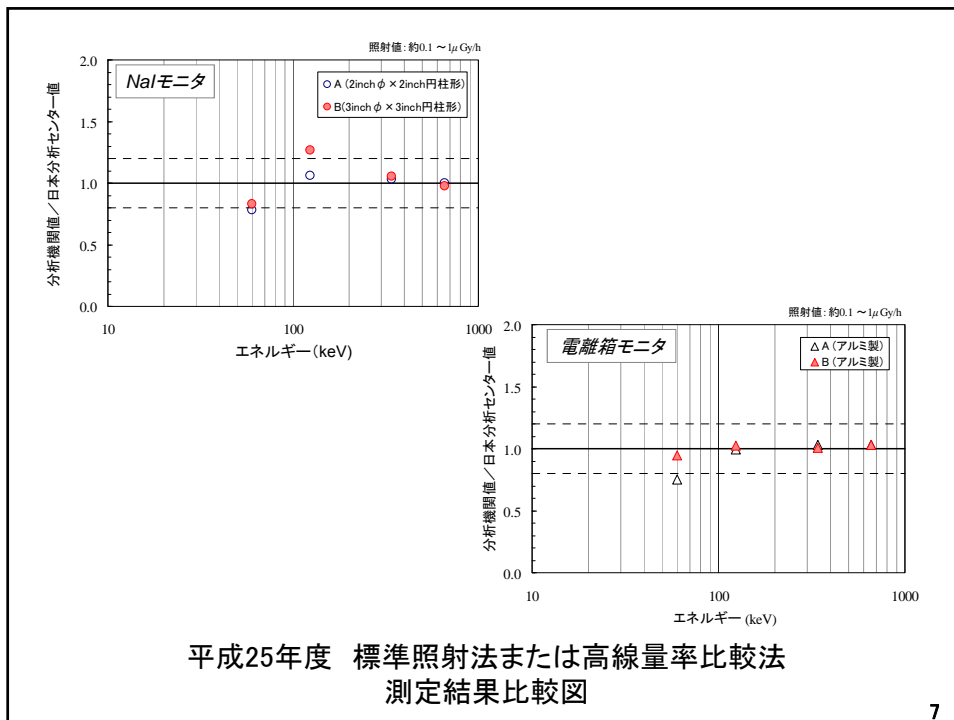 照射値：約0.1 ～1μ Gy/h
NaIモニタ
A (2inchφ×2inch円柱形)
B(3inchφ×3inch円柱形)
分析機関値／日本分析センター値
2.0
1.5
1.0
0.5
0.0
10
100
1000
エネルギー（keV）
照射値：約0.1 ～1μ Gy/h
電離箱モニタ
A（アルミ製）
B（アルミ製）
分析機関値／日本分析センター値
2.0
1.5
1.0
0.5
0.0
10
100
1000
エネルギー (keV)
平成25年度　標準照射法または高線量率比較法
測定結果比較図
7